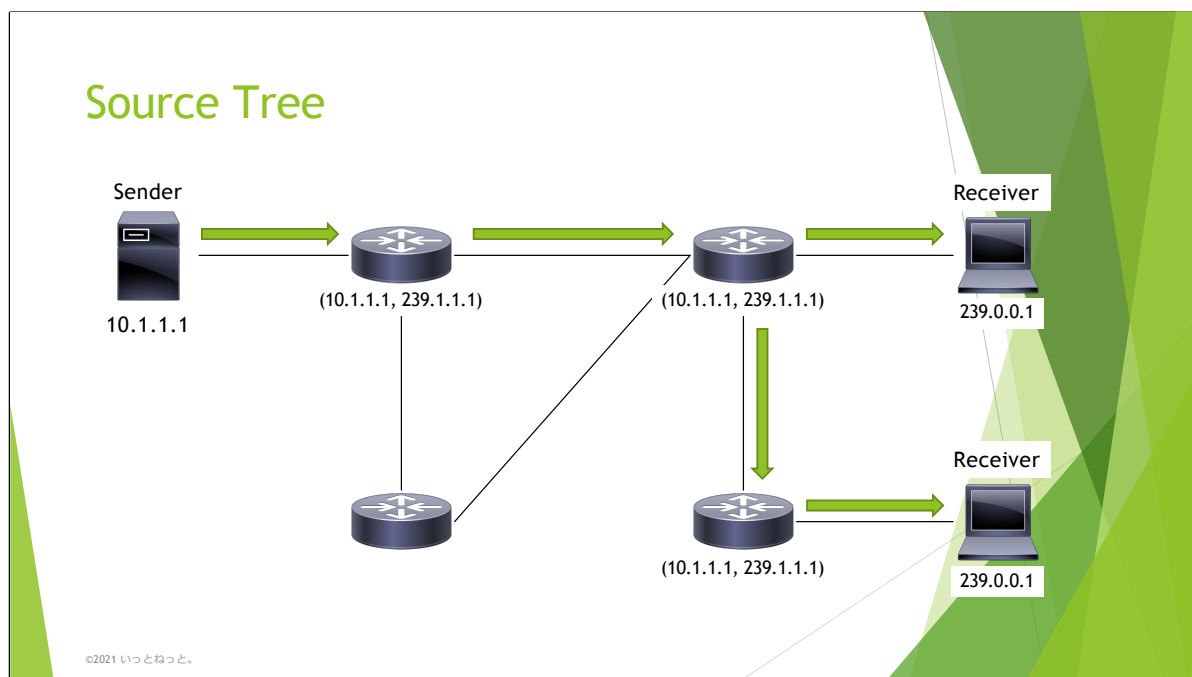 Source Tree
Sender
Receiver
(10.1.1.1, 239.1.1.1)
(10.1.1.1, 239.1.1.1)
239.0.0.1
10.1.1.1
Receiver
(10.1.1.1, 239.1.1.1)
239.0.0.1
©2021 いっとねっと。